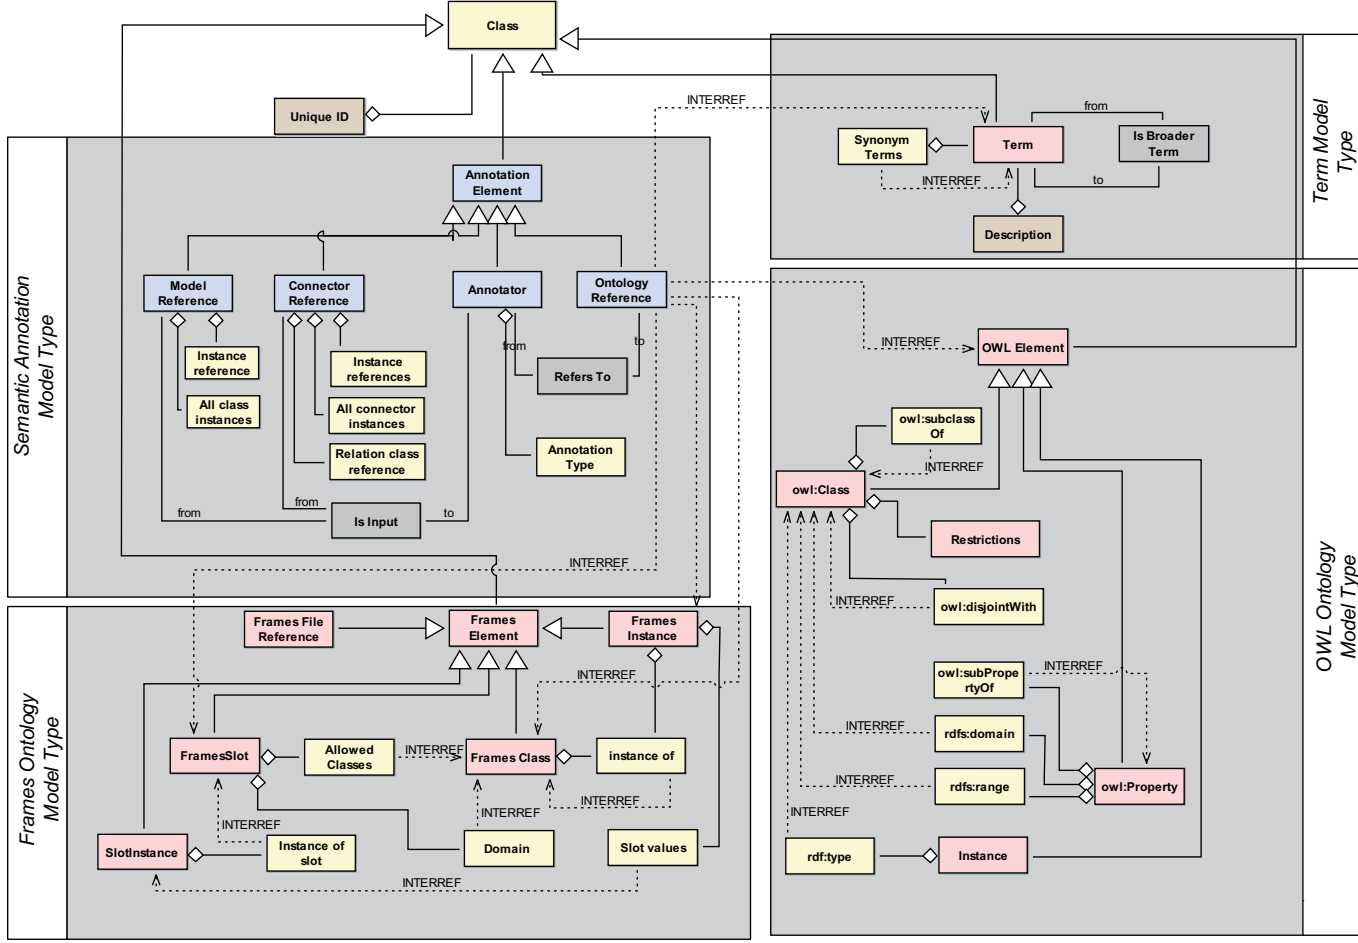 Class
Unique ID
INTERREF
from
Synonym
Terms
Term
Is Broader
Term
INTERREF
to
Description
Term Model
Type
Annotation
Element
Model
Reference
Connector
Reference
Annotator
Ontology
Reference
Instance
reference
All class
instances
Instance
references
All connector
instances
Relation class
reference
from
to
Refers To
Annotation
Type
from
from
Is Input
to
INTERREF
Semantic Annotation
Model Type
INTERREF
OWL Element
owl:subclass
Of
INTERREF
owl:Class
Restrictions
INTERREF
owl:disjointWith
owl:subPrope
rtyOf
INTERREF
INTERREF
rdfs:domain
INTERREF
rdfs:range
owl:Property
INTERREF
rdf:type
Instance
OWL Ontology
Model Type
Frames File
Reference
Frames
Element
Frames
Instance
INTERREF
FramesSlot
Allowed
Classes
INTERREF
Frames Class
instance of
INTERREF
INTERREF
INTERREF
SlotInstance
Instance of
slot
Domain
Slot values
INTERREF
Frames Ontology
Model Type